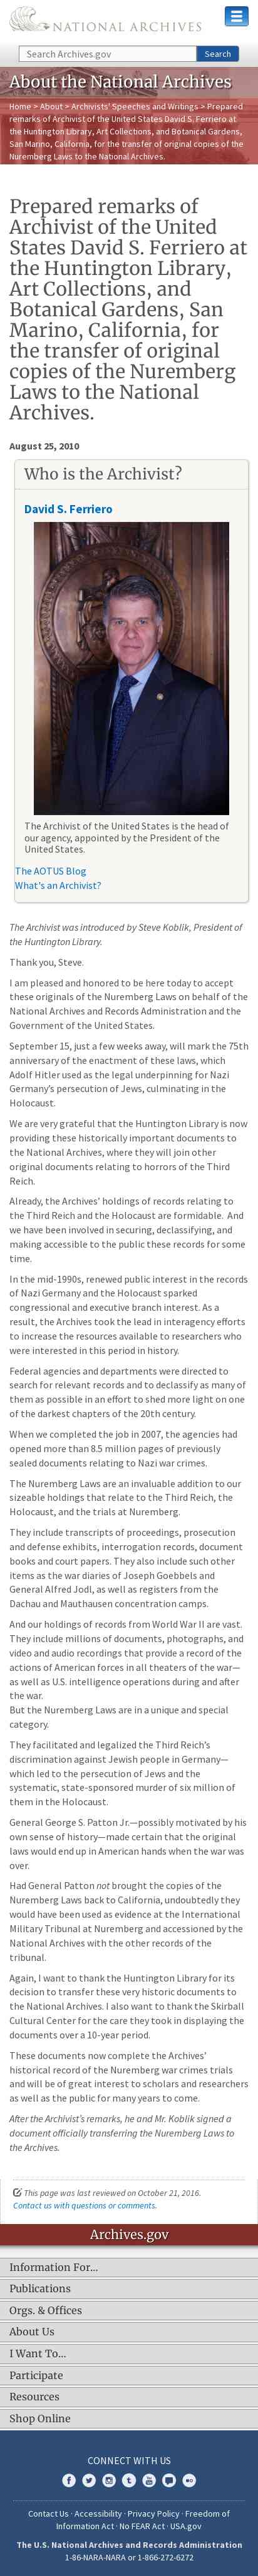 NATIONAL ARCHIVES
Search Archives.gov
Search
About the National Archives
Home > About > Archivists' Speeches and Writings > Prepared
remarks of Archivist of the United States David S. Ferriero at
the Huntington Library, Art Collections, and Botanical Gardens,
San Marino, California, for the transfer of original copies of the
Nuremberg Laws to the National Archives.
Prepared remarks of
Archivist of the United
States David S. Ferriero at
the Huntington Library,
Art Collections, and
Botanical Gardens, San
Marino, California, for
the transfer of original
copies of the Nuremberg
Laws to the National
Archives.
August 25, 2010
Who is the Archivist?
David S. Ferriero
The Archivist of the United States is the head of
our agency, appointed by the President of the
United States.
The AOTUS Blog
What's an Archivist?
The Archivist was introduced by Steve Koblik, President of
the Huntington Library.
Thank you, Steve.
I am pleased and honored to be here today to accept
these originals of the Nuremberg Laws on behalf of the
National Archives and Records Administration and the
Government of the United States.
September 15, just a few weeks away, will mark the 75th
anniversary of the enactment of these laws, which
Adolf Hitler used as the legal underpinning for Nazi
Germany’s persecution of Jews, culminating in the
Holocaust.
We are very grateful that the Huntington Library is now
providing these historically important documents to
the National Archives, where they will join other
original documents relating to horrors of the Third
Reich.
Already, the Archives’ holdings of records relating to
the Third Reich and the Holocaust are formidable. And
we have been involved in securing, declassifying, and
making accessible to the public these records for some
time.
In the mid-1990s, renewed public interest in the records
of Nazi Germany and the Holocaust sparked
congressional and executive branch interest. As a
result, the Archives took the lead in interagency efforts
to increase the resources available to researchers who
were interested in this period in history.
Federal agencies and departments were directed to
search for relevant records and to declassify as many of
them as possible in an effort to shed more light on one
of the darkest chapters of the 20th century.
When we completed the job in 2007, the agencies had
opened more than 8.5 million pages of previously
sealed documents relating to Nazi war crimes.
The Nuremberg Laws are an invaluable addition to our
sizeable holdings that relate to the Third Reich, the
Holocaust, and the trials at Nuremberg.
They include transcripts of proceedings, prosecution
and defense exhibits, interrogation records, document
books and court papers. They also include such other
items as the war diaries of Joseph Goebbels and
General Alfred Jodl, as well as registers from the
Dachau and Mauthausen concentration camps.
And our holdings of records from World War II are vast.
They include millions of documents, photographs, and
video and audio recordings that provide a record of the
actions of American forces in all theaters of the war—
as well as U.S. intelligence operations during and after
the war.
But the Nuremberg Laws are in a unique and special
category.
They facilitated and legalized the Third Reich’s
discrimination against Jewish people in Germany—
which led to the persecution of Jews and the
systematic, state-sponsored murder of six million of
them in the Holocaust.
General George S. Patton Jr.—possibly motivated by his
own sense of history—made certain that the original
laws would end up in American hands when the war was
over.
Had General Patton not brought the copies of the
Nuremberg Laws back to California, undoubtedly they
would have been used as evidence at the International
Military Tribunal at Nuremberg and accessioned by the
National Archives with the other records of the
tribunal.
Again, I want to thank the Huntington Library for its
decision to transfer these very historic documents to
the National Archives. I also want to thank the Skirball
Cultural Center for the care they took in displaying the
documents over a 10-year period.
These documents now complete the Archives’
historical record of the Nuremberg war crimes trials
and will be of great interest to scholars and researchers
as well as the public for many years to come.
After the Archivist’s remarks, he and Mr. Koblik signed a
document officially transferring the Nuremberg Laws to
the Archives.
This page was last reviewed on October 21, 2016.
Contact us with questions or comments.
Archives.gov
Information For...
Publications
Orgs. & Offices
About Us
I Want To...
Participate
Resources
Shop Online
CONNECT WITH US
Contact Us · Accessibility · Privacy Policy · Freedom of
Information Act · No FEAR Act · USA.gov
The U.S. National Archives and Records Administration
1-86-NARA-NARA or 1-866-272-6272